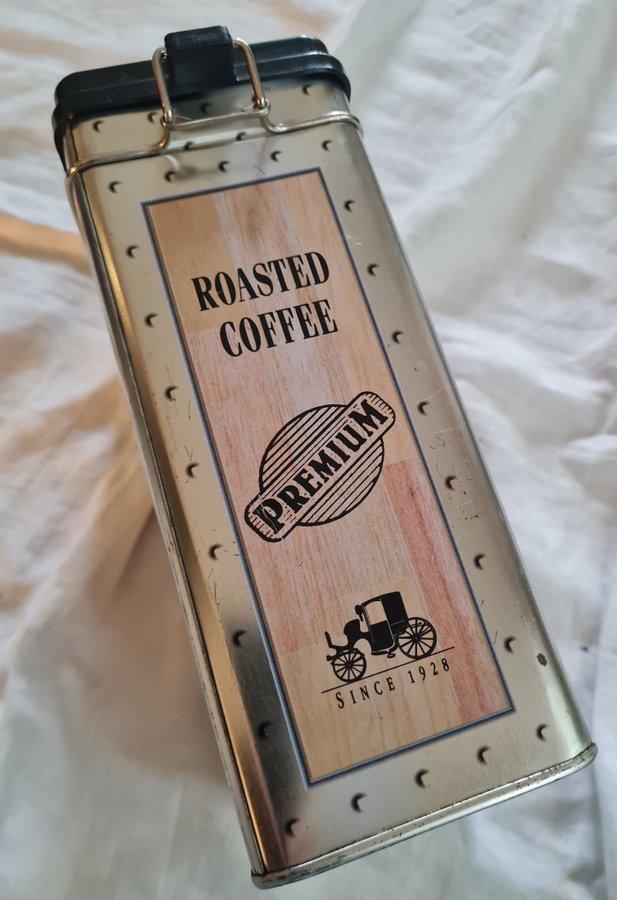 ROASTED
COFFEE
PREMIUM
SINCE 1928